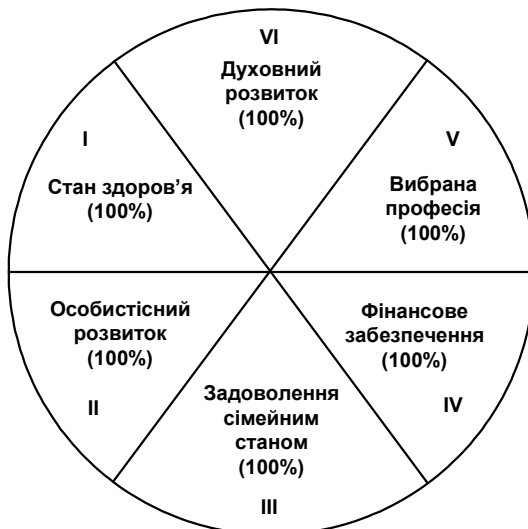 VI
Духовний
розвиток
(100%)
I
Стан здоров’я
(100%)
V
Вибрана
професія
(100%)
Особистісний
розвиток
(100%)
II
Фінансове
забезпечення
(100%)
IV
Задоволення
сімейним
станом
(100%)
III